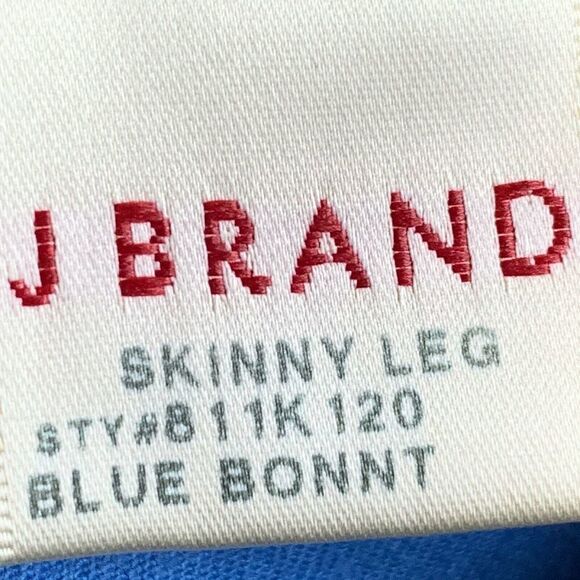 J BRAND
SKINNY LEG
STY#811K120
BLUE BONNT